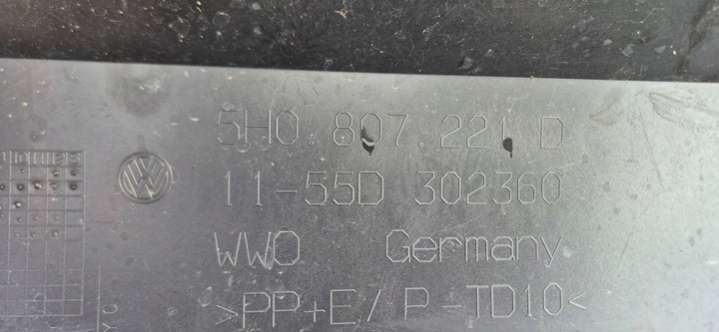 5H0.807.221 D
11-55D 302360
WWO Germany
>PP+E/P-TD10<